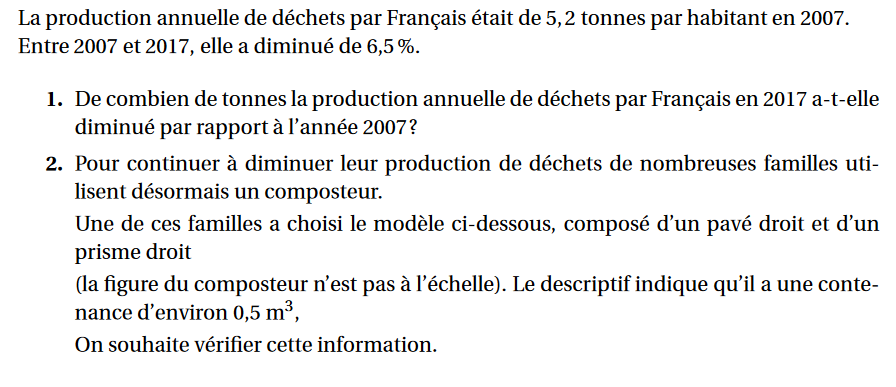 La production annuelle de déchets par Français était de 5,2 tonnes par habitant en 2007.
Entre 2007 et 2017, elle a diminué de 6,5 %.
1. De combien de tonnes la production annuelle de déchets par Français en 2017 a-t-elle
diminué par rapport à l'année 2007?
2. Pour continuer à diminuer leur production de déchets de nombreuses familles uti-
lisent désormais un composteur.
Une de ces familles a choisi le modèle ci-dessous, composé d'un pavé droit et d'un
prisme droit
(la figure du composteur n'est pas à l'échelle). Le descriptif indique qu'il a une conte-
nance d'environ 0,5 m³,
On souhaite vérifier cette information.